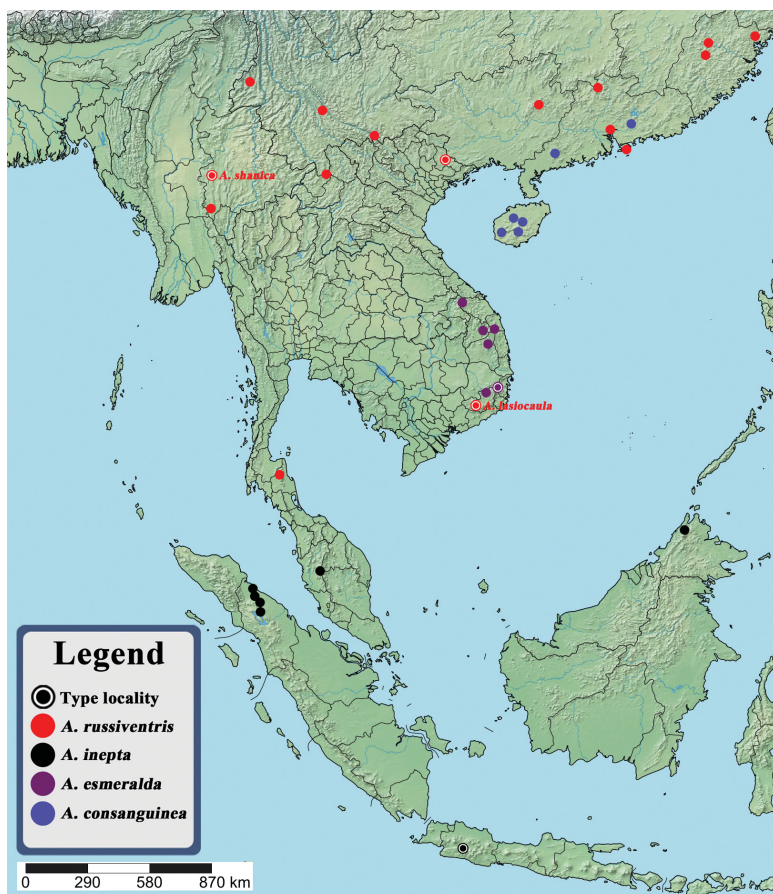 A. shanica
A. lasiocaula
Legend
Type locality
A. russiventris
A. inepta
A. esmeralda
A. consanguinea
0 290 580 870 km